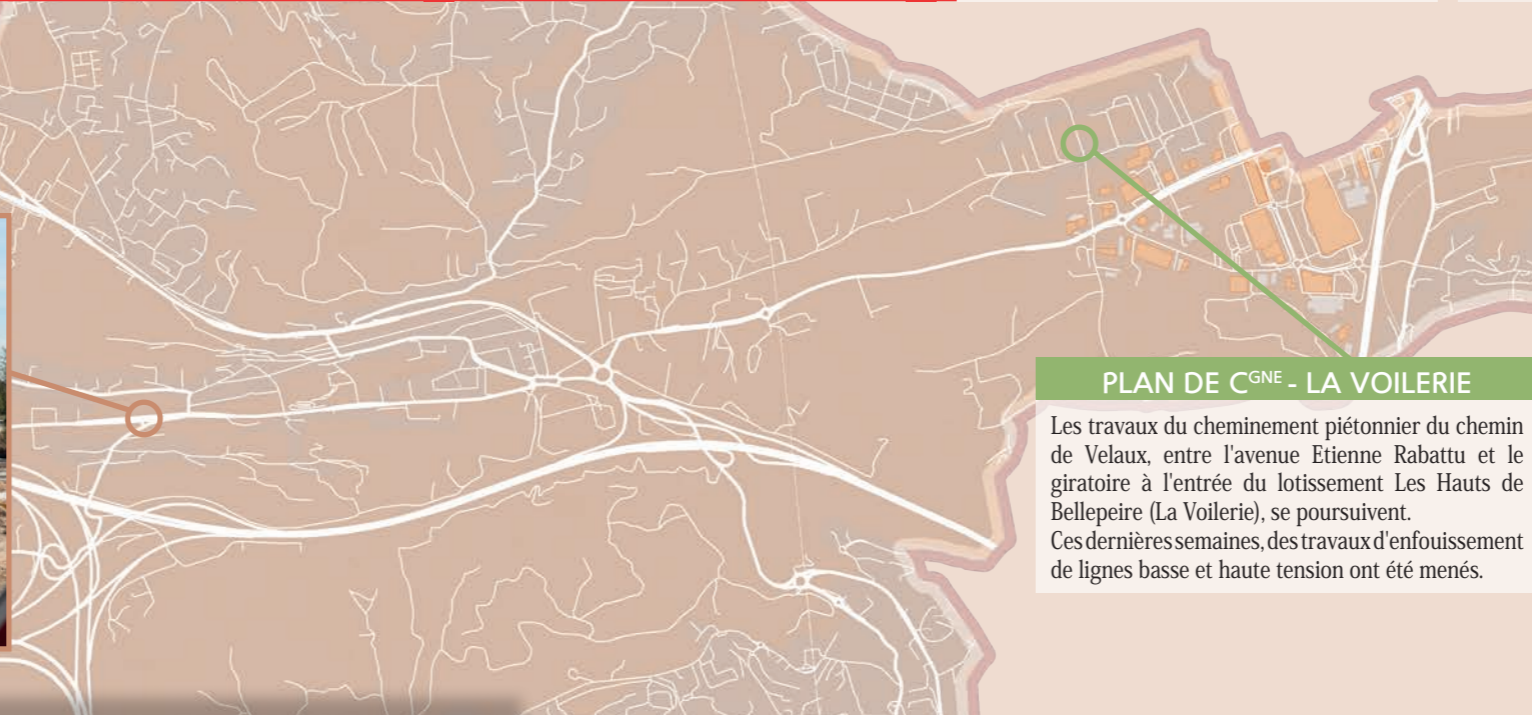 PLAN DE CGNE - LA VOILERIE
Les travaux du cheminement piétonnier du chemin
de Velaux, entre l'avenue Etienne Rabattu et le
giratoire à l'entrée du lotissement Les Hauts de
Bellepeire (La Voilerie), se poursuivent.
Ces dernières semaines, des travaux d'enfouissement
de lignes basse et haute tension ont été menés.